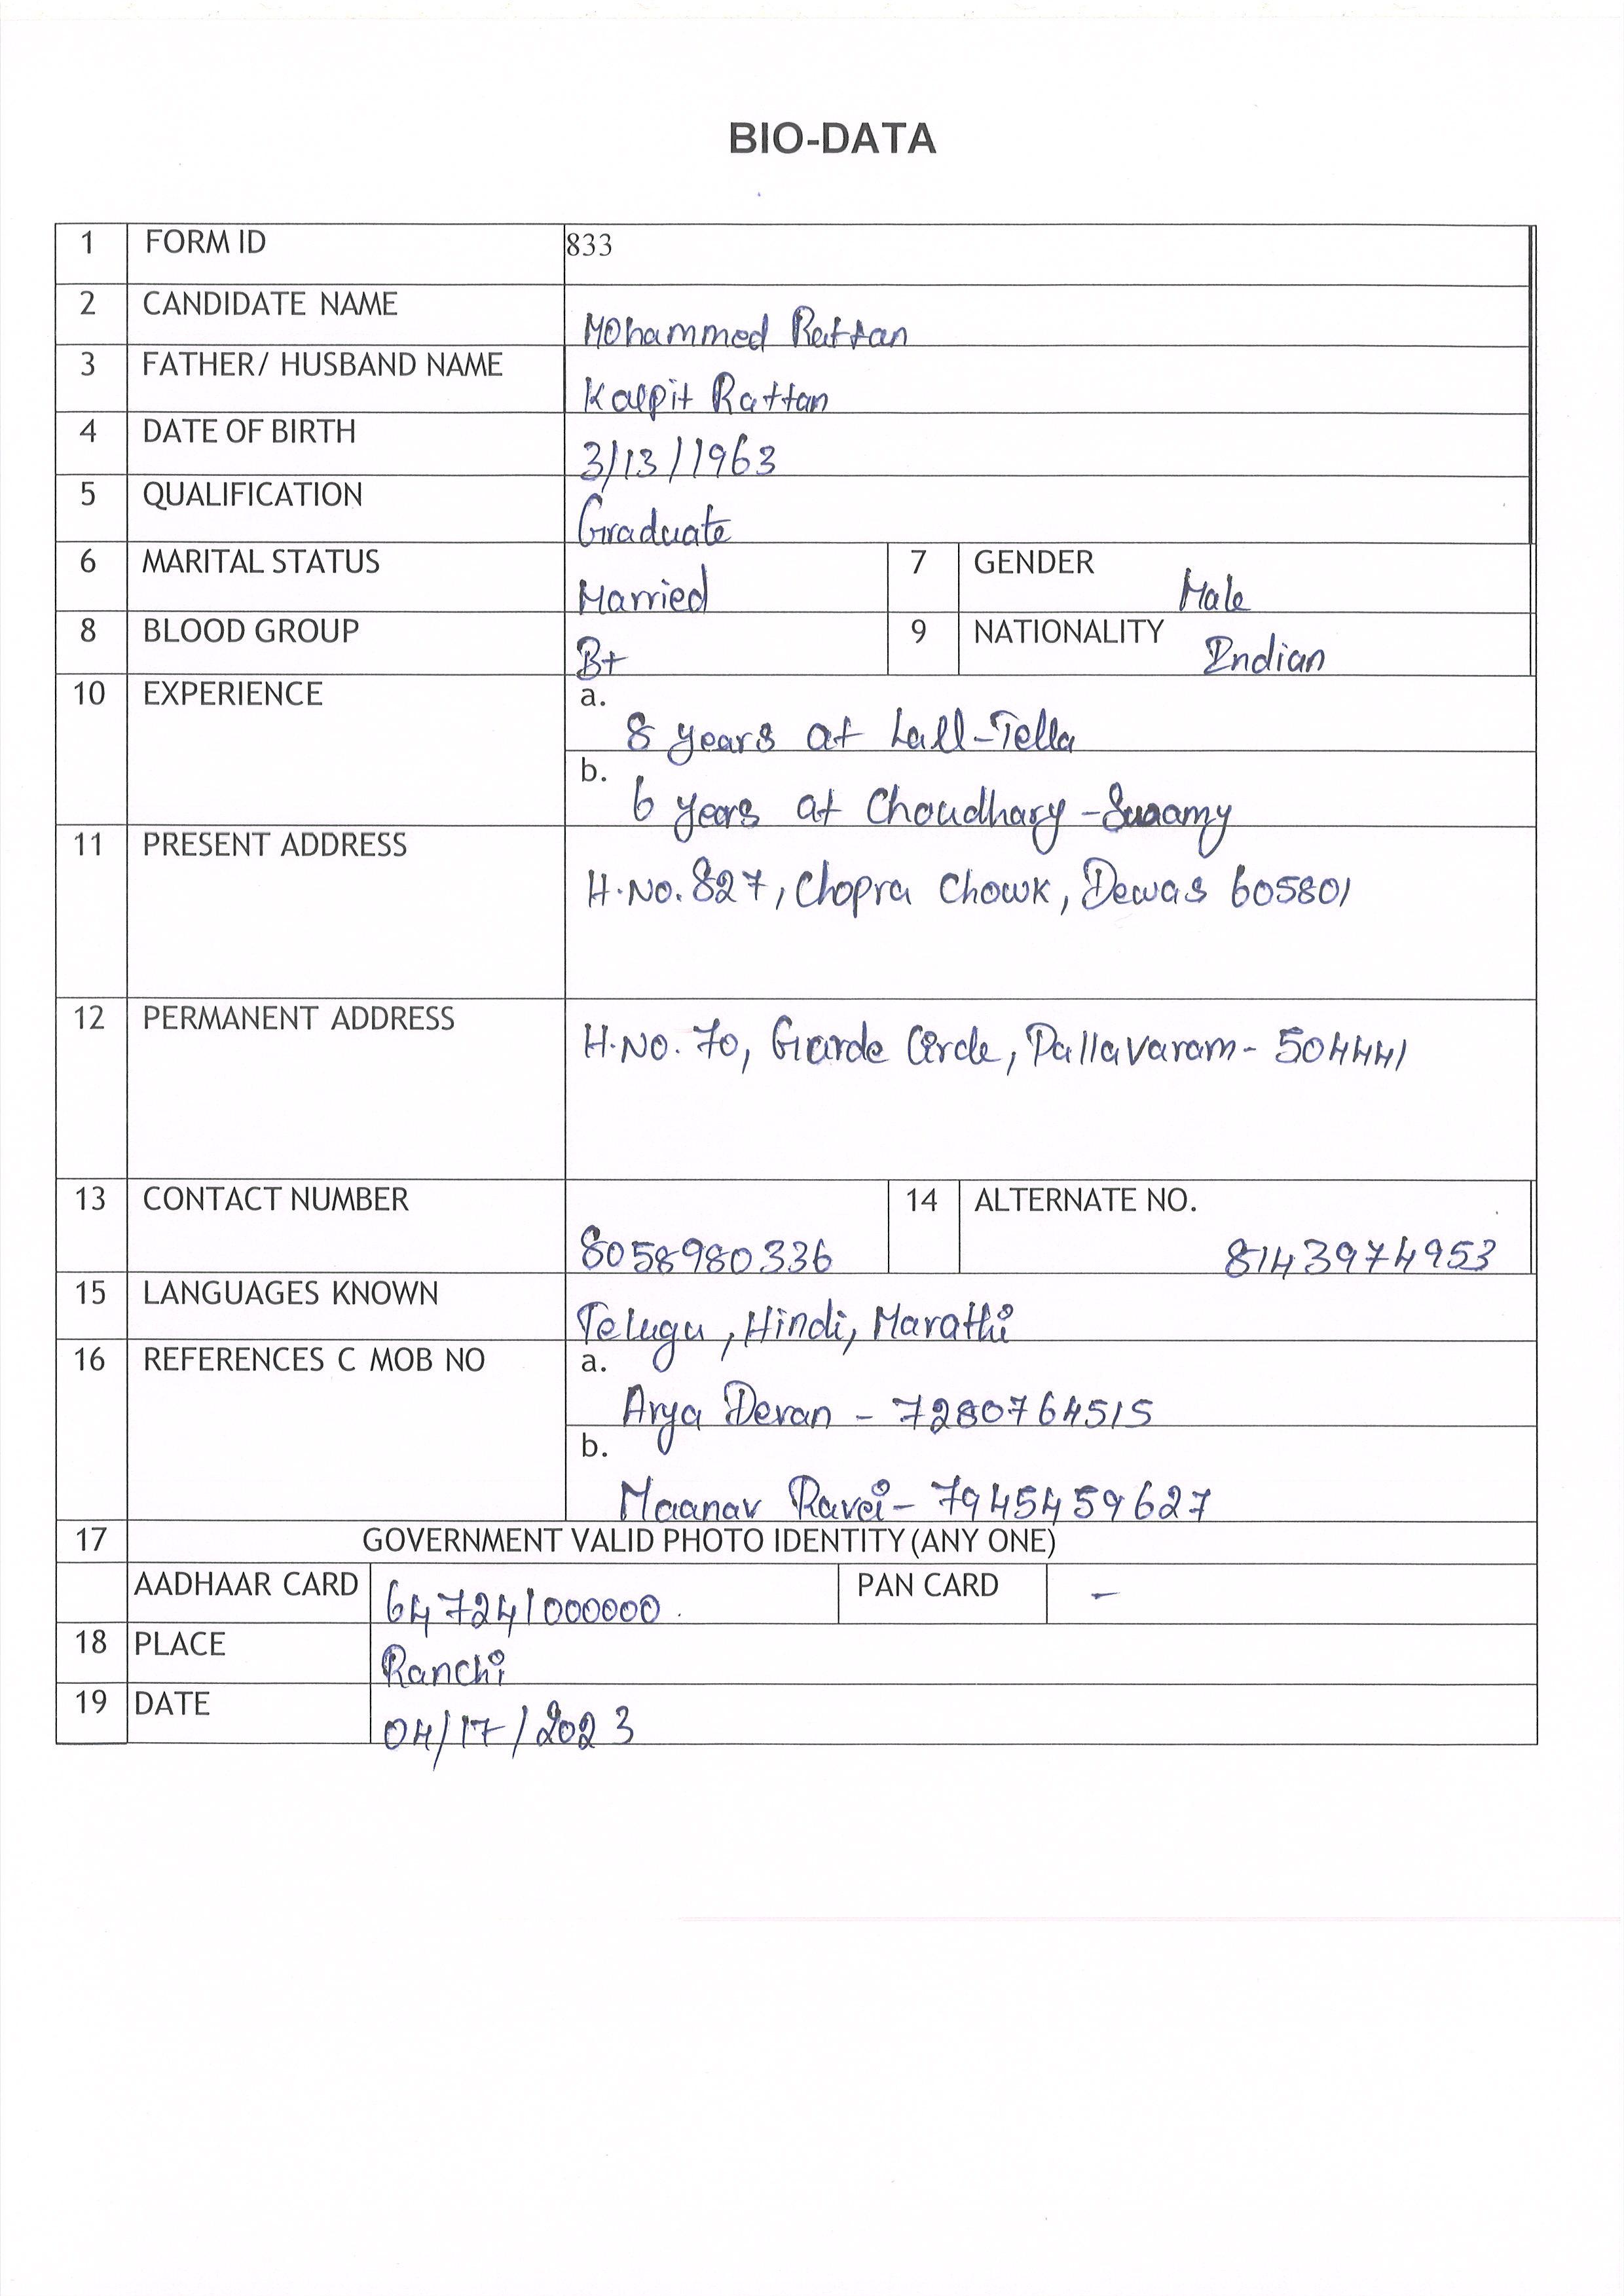 BIO-DATA
1 FORM ID 833
2 CANDIDATE NAME Mohammed Rattan
3 FATHER/ HUSBAND NAME Kalpit Rattan
4 DATE OF BIRTH 3/13/1963
5 QUALIFICATION Graduate
6 MARITAL STATUS Married 7 GENDER Male
8 BLOOD GROUP B+ 9 NATIONALITY Indian
10 EXPERIENCE a. 8 years at Lall-Tella
b. 6 years at Choudhary-Swamy
11 PRESENT ADDRESS H.No. 827, Chopra Chowk, Dewas 605801
12 PERMANENT ADDRESS H.No. 70, Garde Circle, Pallavaram- 504441
13 CONTACT NUMBER 8058980336 14 ALTERNATE NO. 8143974953
15 LANGUAGES KNOWN Telugu, Hindi, Marathi
16 REFERENCES C MOB NO a. Arya Devan - 7280764515
b. Maanav Ravei- 7945459627
17 GOVERNMENT VALID PHOTO IDENTITY (ANY ONE)
AADHAAR CARD 647241000000. PAN CARD -
18 PLACE Ranchi
19 DATE 04/17/2023